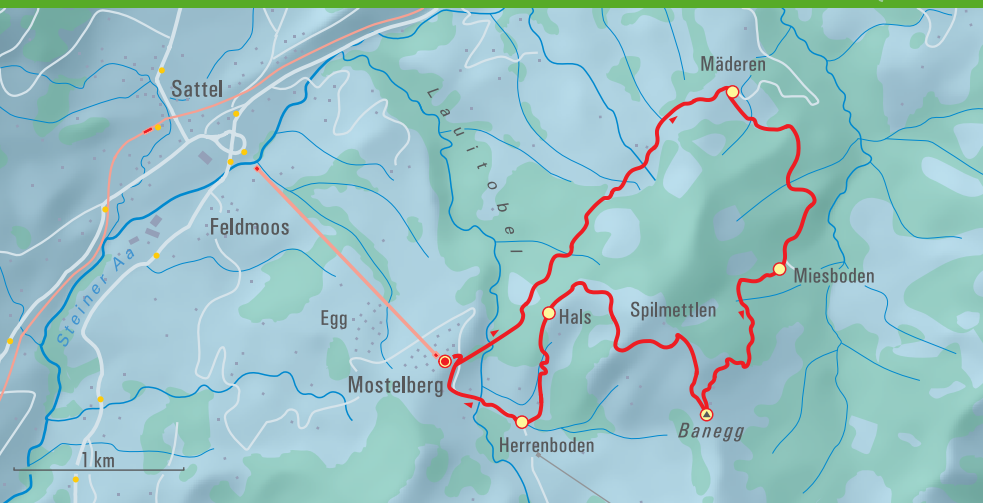 Mäderen
Sattel
Lauitobel
Feldmoos
Steiner Aa
Miesboden
Spilmettlen
Hals
Egg
Mostelberg
Banegg
Herrenboden
1 km